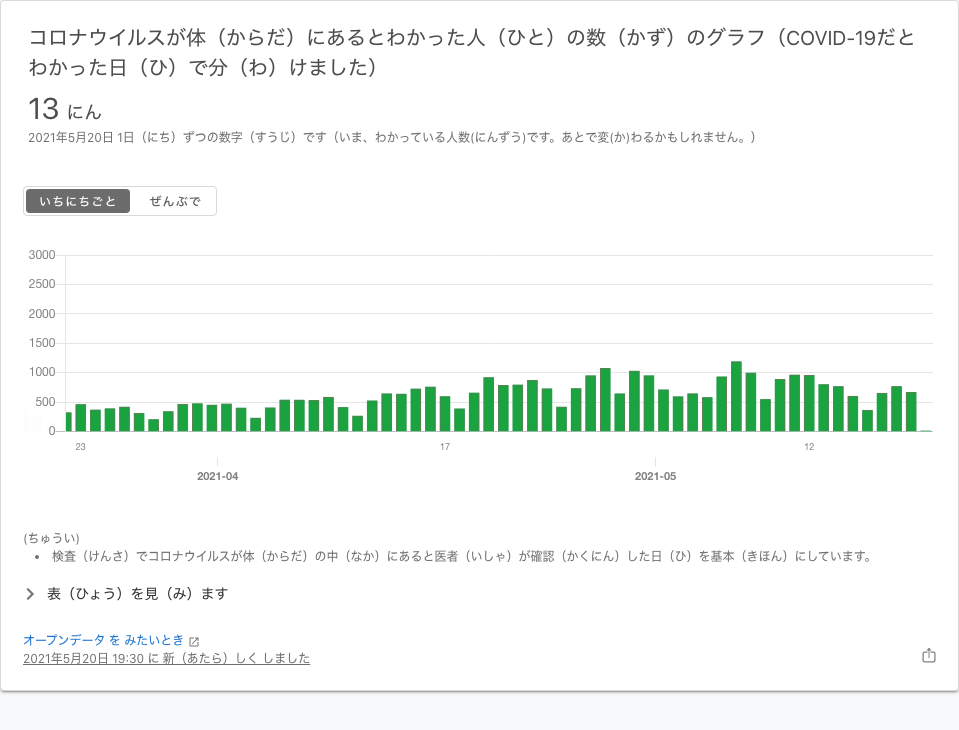 コロナウイルスが体（からだ）にあるとわかった人（ひと）の数（かず）のグラフ（COVID-19だと
わかった日（ひ）で分（わ）けました）
13 にん
2021年5月20日 1日（にち）ずつの数字（すうじ）です（いま、わかっている人数(にんずう)です。あとで変(か)わるかもしれません。）
いちにちごと ぜんぶで
3000
2500
2000
1500
1000
500
0
23 17 12
2021-04 2021-05
(ちゅうい)
• 検査（けんさ）でコロナウイルスが体（からだ）の中（なか）にあると医者（いしゃ）が確認（かくにん）した日（ひ）を基本（きほん）にしています。
表（ひょう）を見（み）ます
オープンデータ を みたいとき
2021年5月20日 19:30 に 新（あたら）しく しました